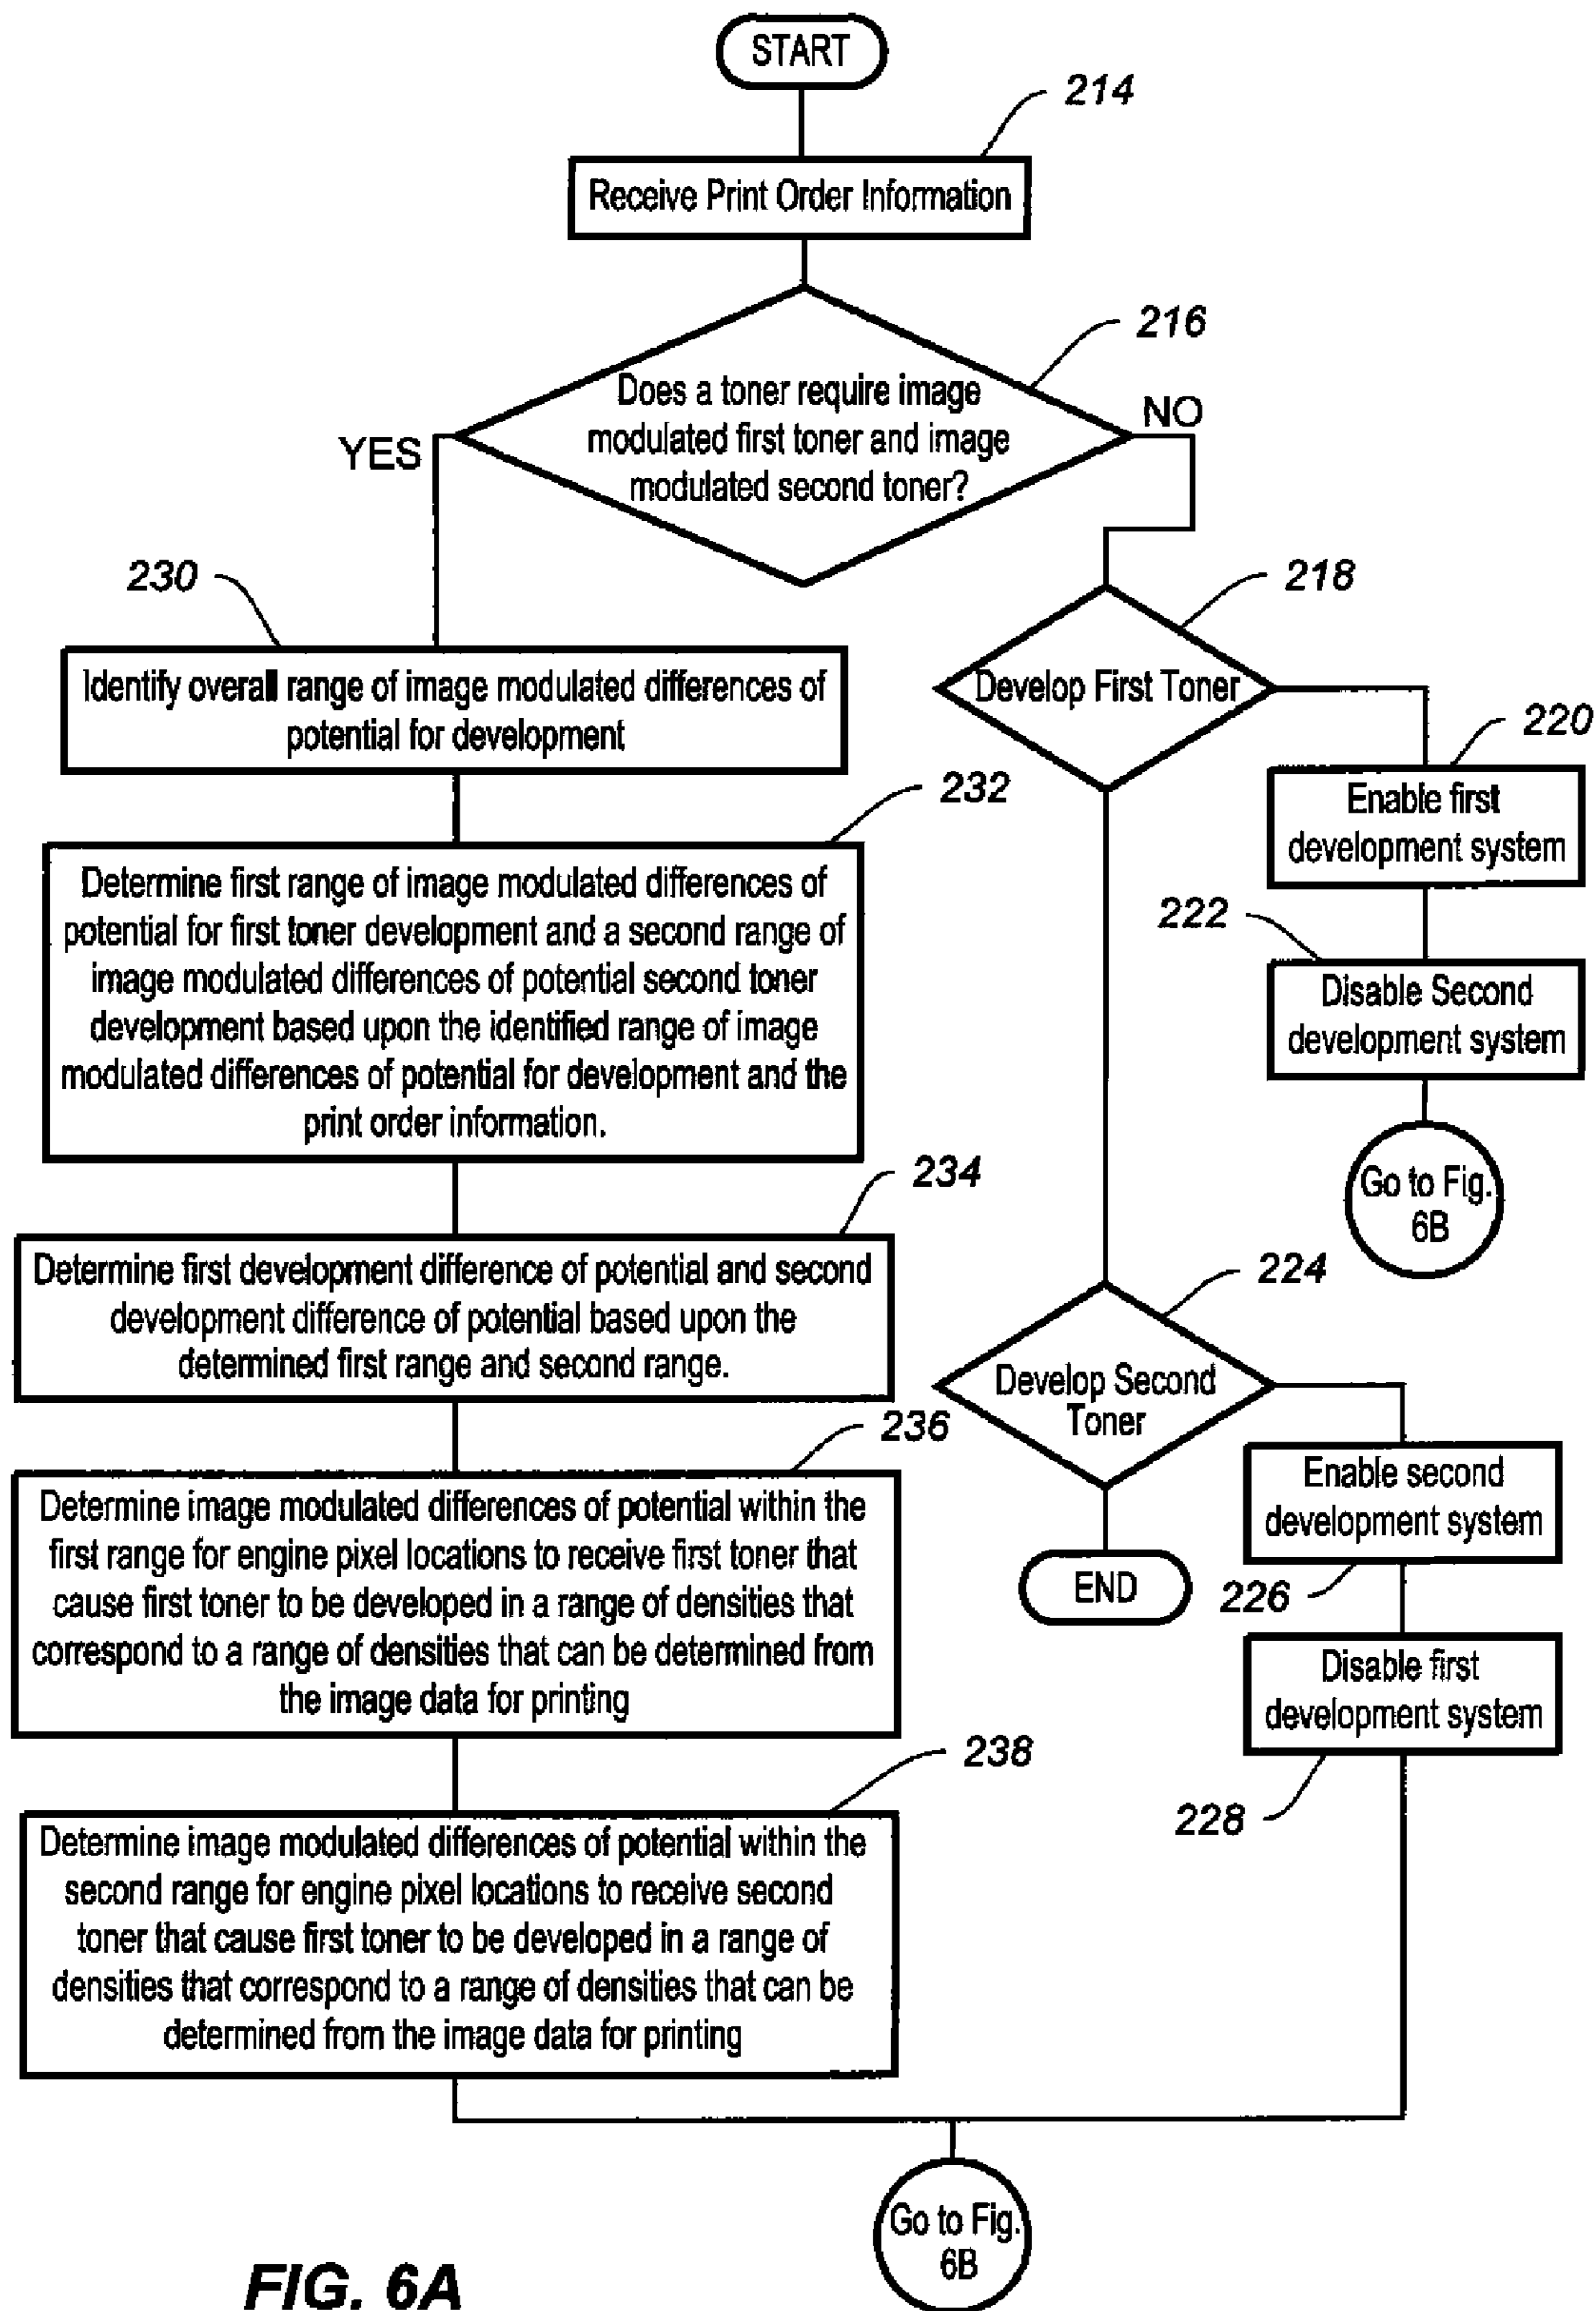 START
214
Receive Print Order Information
216
Does a toner require image
modulated first toner and image
modulated second toner?
YES
NO
230
Identify overall range of image modulated differences of
potential for development
232
Determine first range of image modulated differences of
potential for first toner development and a second range of
image modulated differences of potential second toner
development based upon the identified range of image
modulated differences of potential for development and the
print order information.
234
Determine first development difference of potential and second
development difference of potential based upon the
determined first range and second range.
236
Determine image modulated differences of potential within the
first range for engine pixel locations to receive first toner that
cause first toner to be developed in a range of densities that
correspond to a range of densities that can be determined from
the image data for printing
238
Determine image modulated differences of potential within the
second range for engine pixel locations to receive second
toner that cause first toner to be developed in a range of
densities that correspond to a range of densities that can be
determined from the image data for printing
218
Develop First Toner
220
Enable first
development system
222
Disable Second
development system
Go to Fig.
6B
224
Develop Second
Toner
END
Enable second
development system
226
Disable first
development system
228
Go to Fig.
6B
FIG. 6A